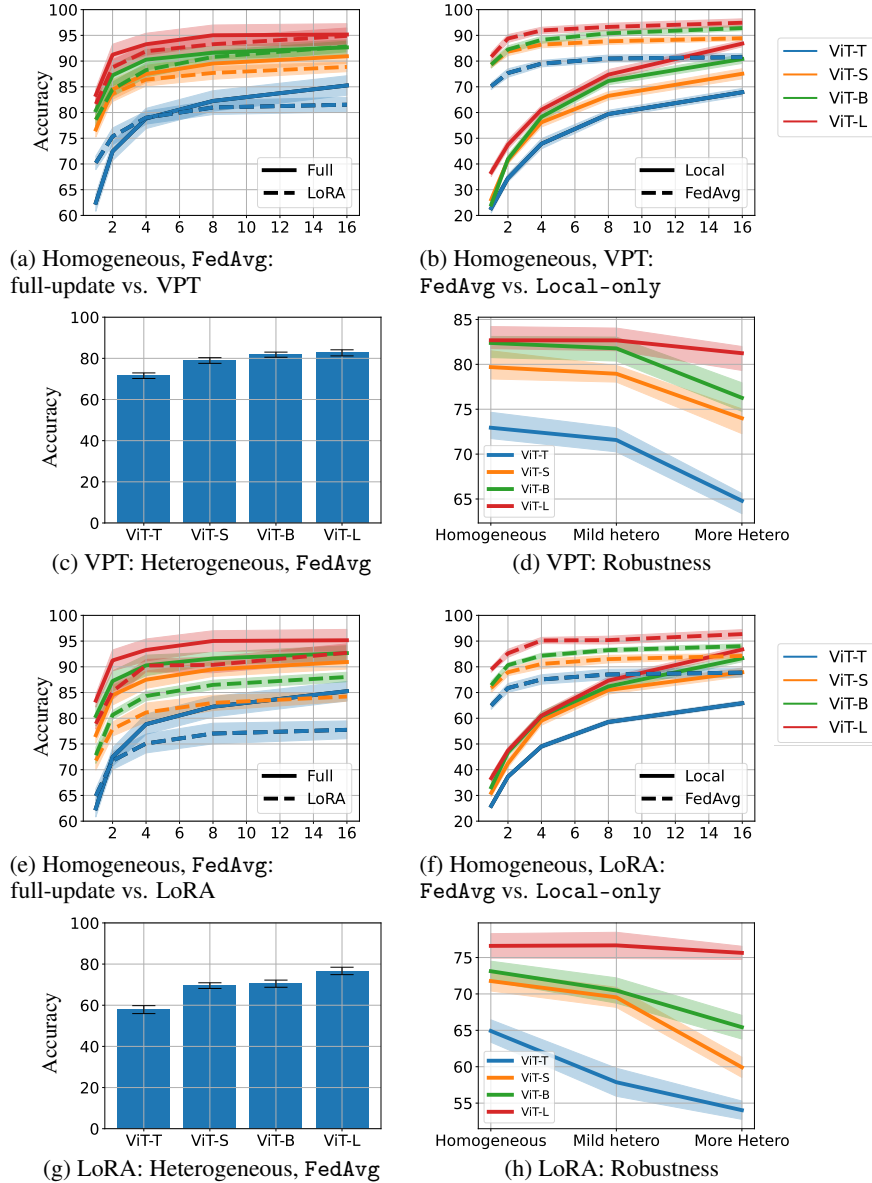 100
95
90
85
80
75
70
65
60
Accuracy
Full
LoRA
2 4 6 8 10 12 14 16
(a) Homogeneous, FedAvg:
full-update vs. VPT
100
90
80
70
60
50
40
30
20
Local
FedAvg
2 4 6 8 10 12 14 16
(b) Homogeneous, VPT:
FedAvg vs. Local-only
ViT-T
ViT-S
ViT-B
ViT-L
100
80
60
40
20
0
Accuracy
ViT-T ViT-S ViT-B ViT-L
(c) VPT: Heterogeneous, FedAvg
85
80
75
70
65
ViT-T
ViT-S
ViT-B
ViT-L
Homogeneous Mild hetero More Hetero
(d) VPT: Robustness
100
95
90
85
80
75
70
65
60
Accuracy
Full
LoRA
2 4 6 8 10 12 14 16
(e) Homogeneous, FedAvg:
full-update vs. LoRA
100
90
80
70
60
50
40
30
20
Local
FedAvg
2 4 6 8 10 12 14 16
(f) Homogeneous, LoRA:
FedAvg vs. Local-only
ViT-T
ViT-S
ViT-B
ViT-L
100
80
60
40
20
0
Accuracy
ViT-T ViT-S ViT-B ViT-L
(g) LoRA: Heterogeneous, FedAvg
75
70
65
60
55
ViT-T
ViT-S
ViT-B
ViT-L
Homogeneous Mild hetero More Hetero
(h) LoRA: Robustness